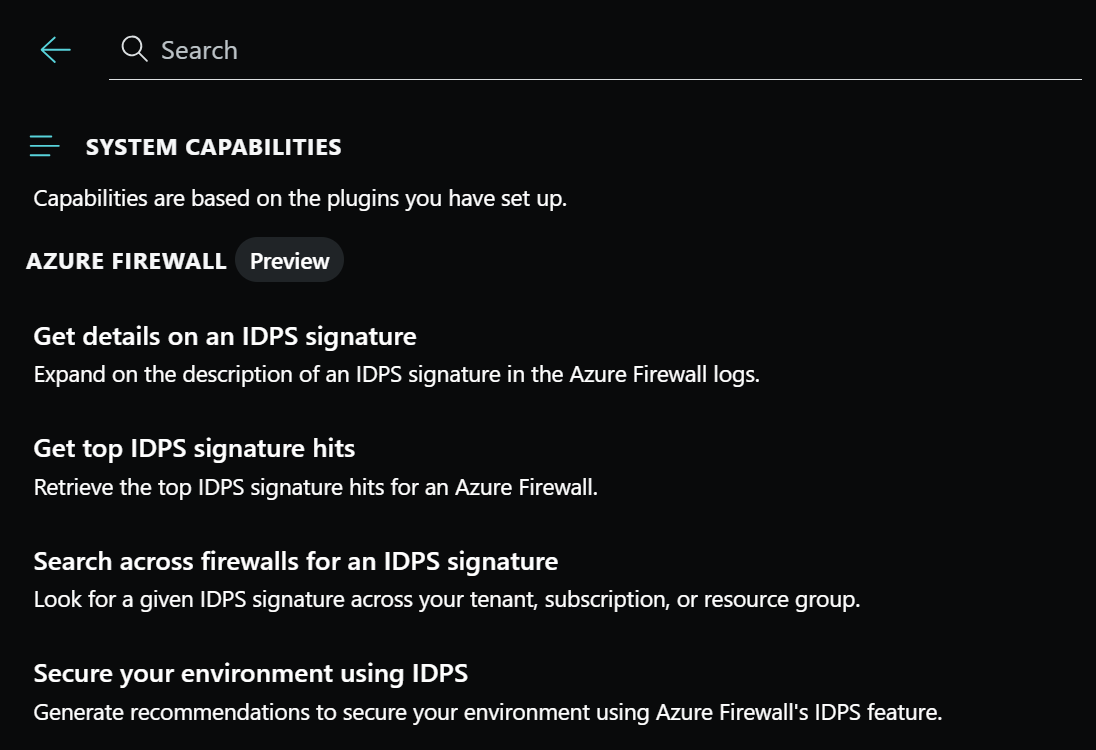 Search
SYSTEM CAPABILITIES
Capabilities are based on the plugins you have set up.
AZURE FIREWALL Preview
Get details on an IDPS signature
Expand on the description of an IDPS signature in the Azure Firewall logs.
Get top IDPS signature hits
Retrieve the top IDPS signature hits for an Azure Firewall.
Search across firewalls for an IDPS signature
Look for a given IDPS signature across your tenant, subscription, or resource group.
Secure your environment using IDPS
Generate recommendations to secure your environment using Azure Firewall's IDPS feature.